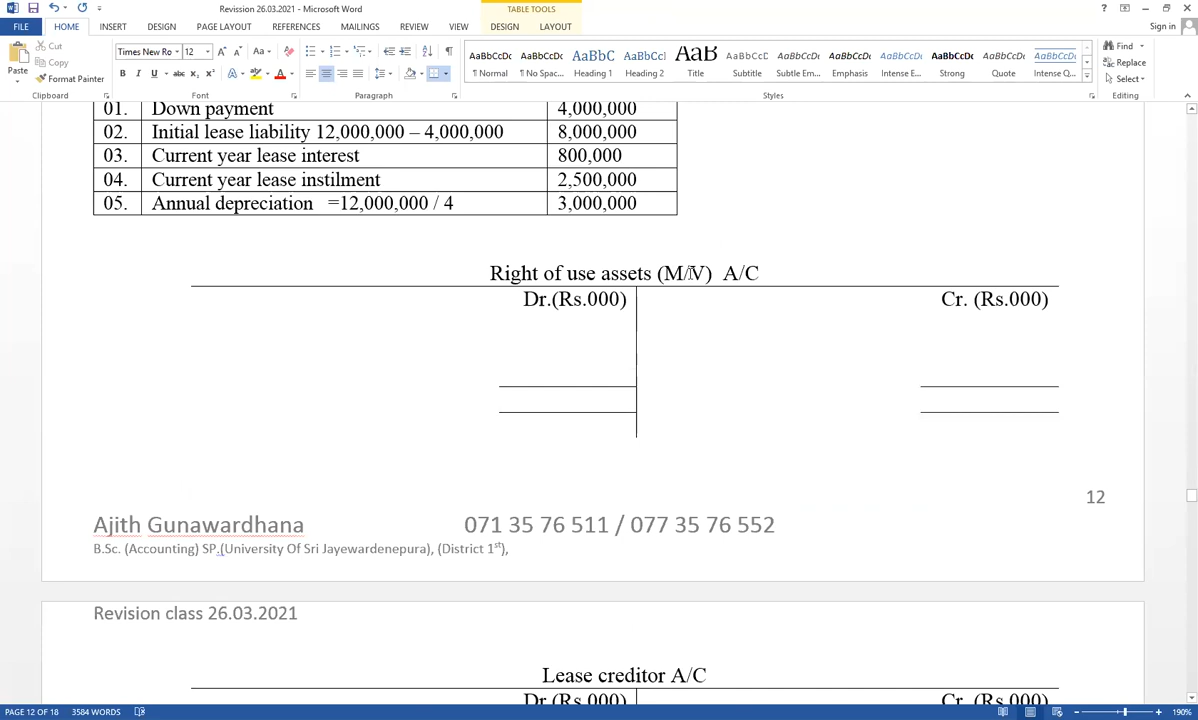 Revission 26.03.2021 - Microsoft Word
TABLE TOOLS
Sign in
FILE HOME INSERT DESIGN PAGE LAYOUT REFERENCES MAILINGS REVIEW VIEW DESIGN LAYOUT
Paste
Cut
Copy
Format Painter
Times New Ro 12
AaBbCcDc AaBbCcDc AaBbC AaBbCcl AaB AaBbCcD AaBbCcDc AaBbCcDc AaBbCcDc AaBbCcDc AaBbCcDc AaBbCcDc
¶ Normal ¶ No Spac... Heading 1 Heading 2 Title Subtitle Subtle Em... Emphasis Intense E... Strong Quote Intense Q...
Find
Replace
Select
Clipboard Font Paragraph Styles Editing
01. Down payment 4,000,000
02. Initial lease liability 12,000,000 – 4,000,000 8,000,000
03. Current year lease interest 800,000
04. Current year lease instilment 2,500,000
05. Annual depreciation =12,000,000 / 4 3,000,000
Right of use assets (M/V) A/C
Dr.(Rs.000) Cr. (Rs.000)
12
Ajith Gunawardhana 071 35 76 511 / 077 35 76 552
B.Sc. (Accounting) SP.(University Of Sri Jayewardenepura), (District 1st),
Revision class 26.03.2021
Lease creditor A/C
Dr.(Rs.000) Cr. (Rs.000)
PAGE 12 OF 18 3584 WORDS 190%